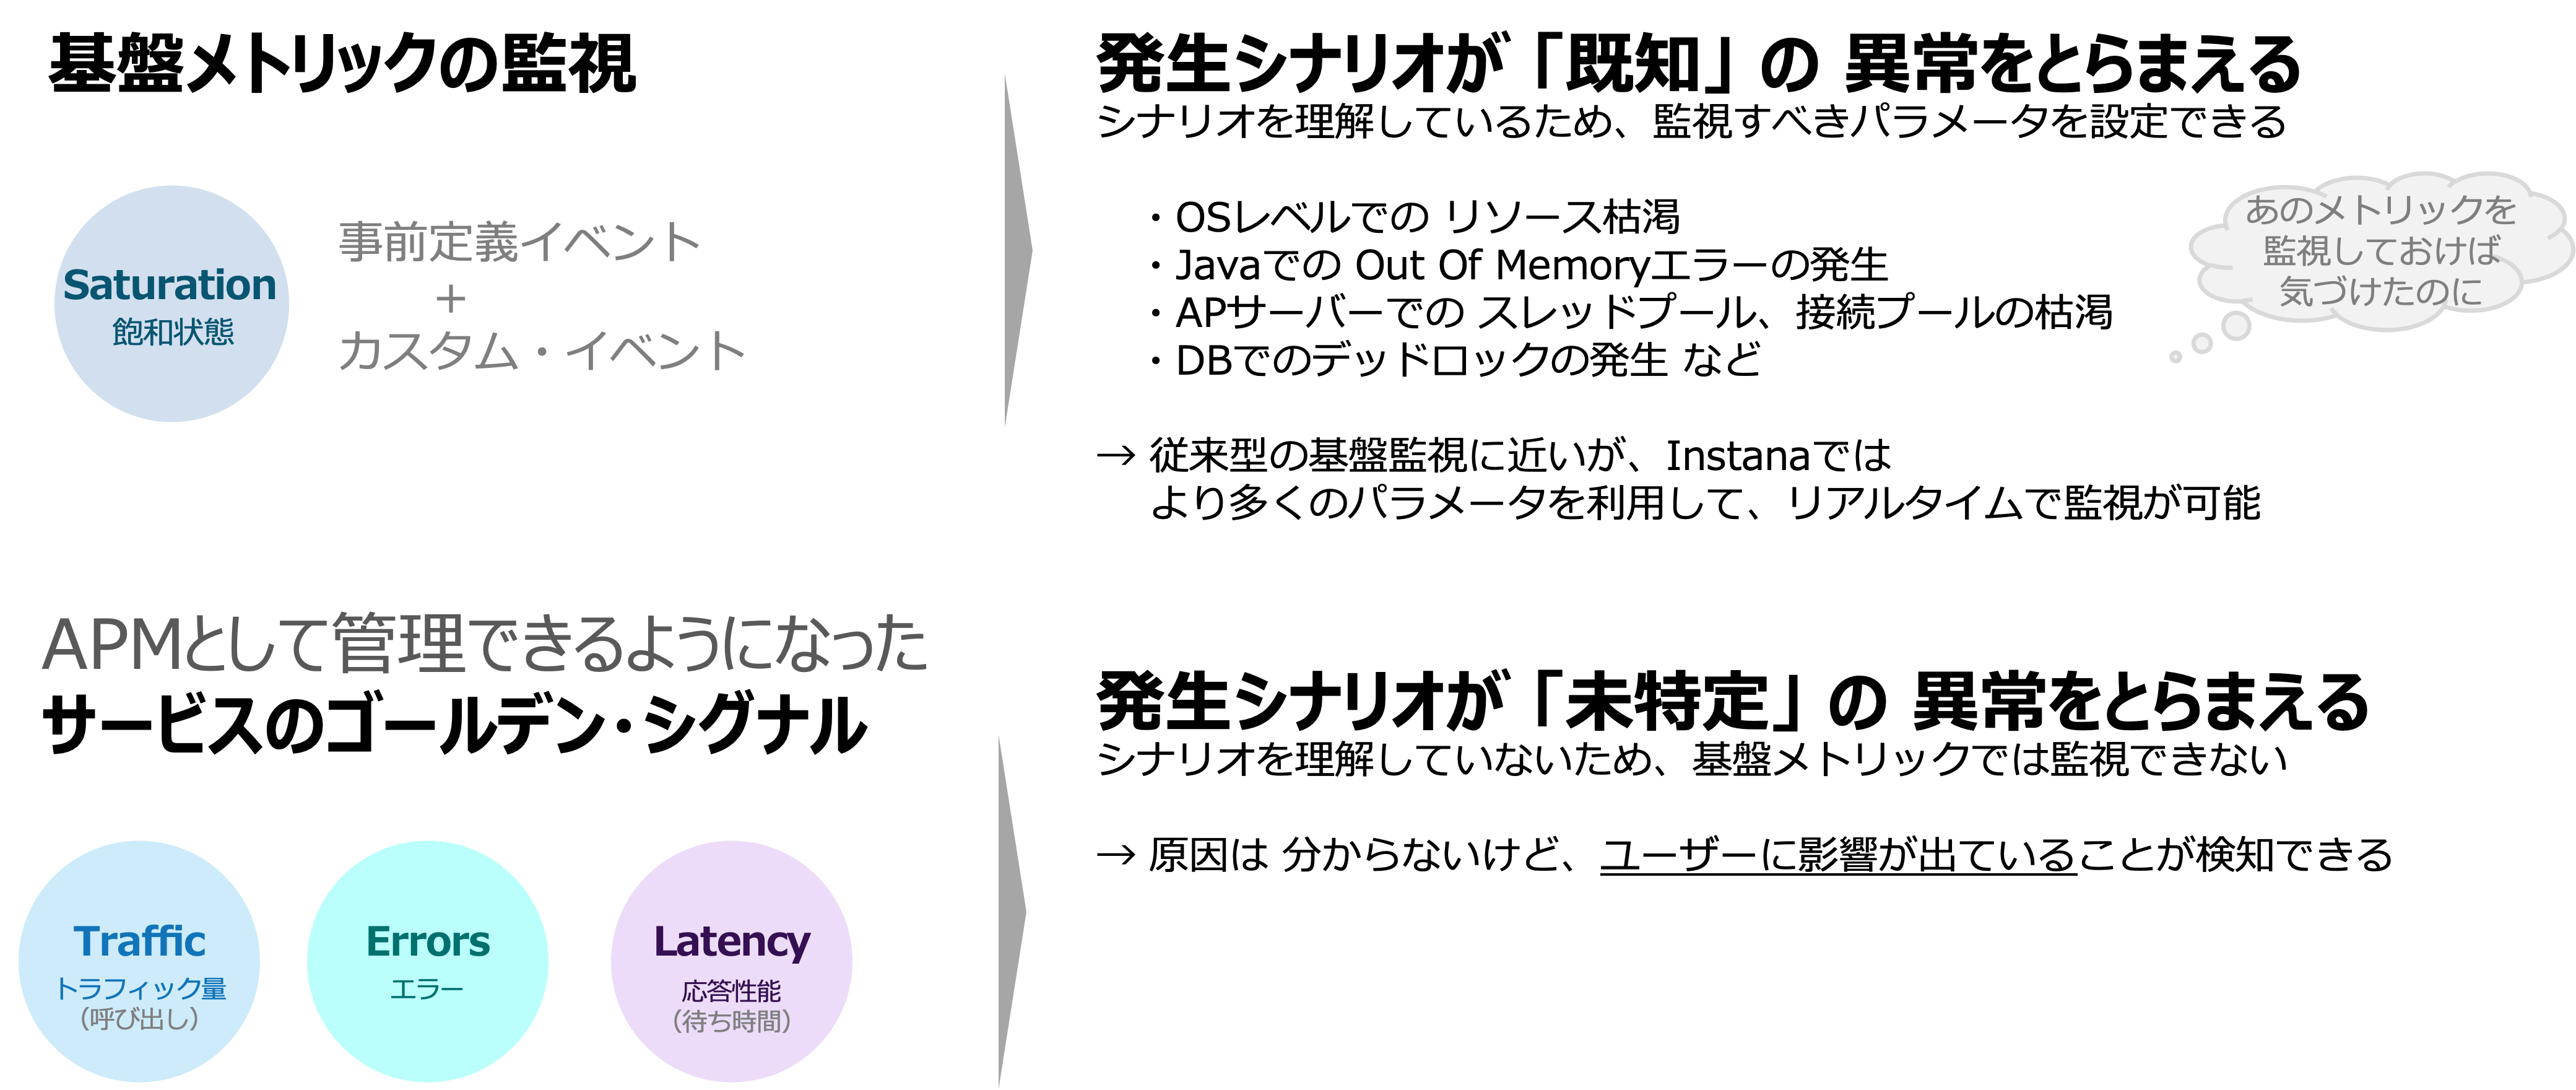 基盤メトリックの監視
Saturation
飽和状態
事前定義イベント
+
カスタム・イベント
発生シナリオが「既知」の 異常をとらまえる
シナリオを理解しているため、監視すべきパラメータを設定できる
・OSレベルでの リソース枯渇
・Javaでの Out Of Memoryエラーの発生
・APサーバーでの スレッドプール、接続プールの枯渇
・DBでのデッドロックの発生 など
あのメトリックを
監視しておけば
気づけたのに
→ 従来型の基盤監視に近いが、Instanaでは
より多くのパラメータを利用して、リアルタイムで監視が可能
APMとして管理できるようになった
サービスのゴールデン・シグナル
Traffic
トラフィック量
（呼び出し）
Errors
エラー
Latency
応答性能
（待ち時間）
発生シナリオが「未特定」の 異常をとらまえる
シナリオを理解していないため、基盤メトリックでは監視できない
→ 原因は 分からないけど、ユーザーに影響が出ていることが検知できる